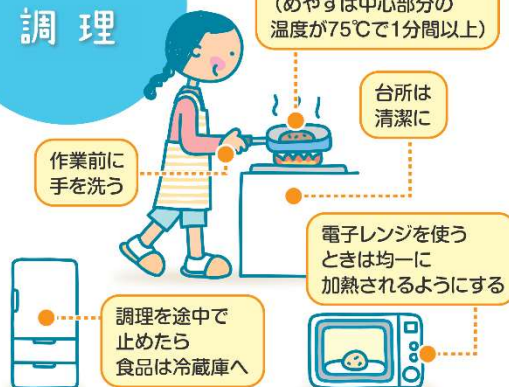 調理
(めやすは中心部分の
温度が75℃で1分間以上)
台所は
清潔に
作業前に
手を洗う
電子レンジを使う
ときは均一に
加熱されるようにする
調理を途中で
止めたら
食品は冷蔵庫へ